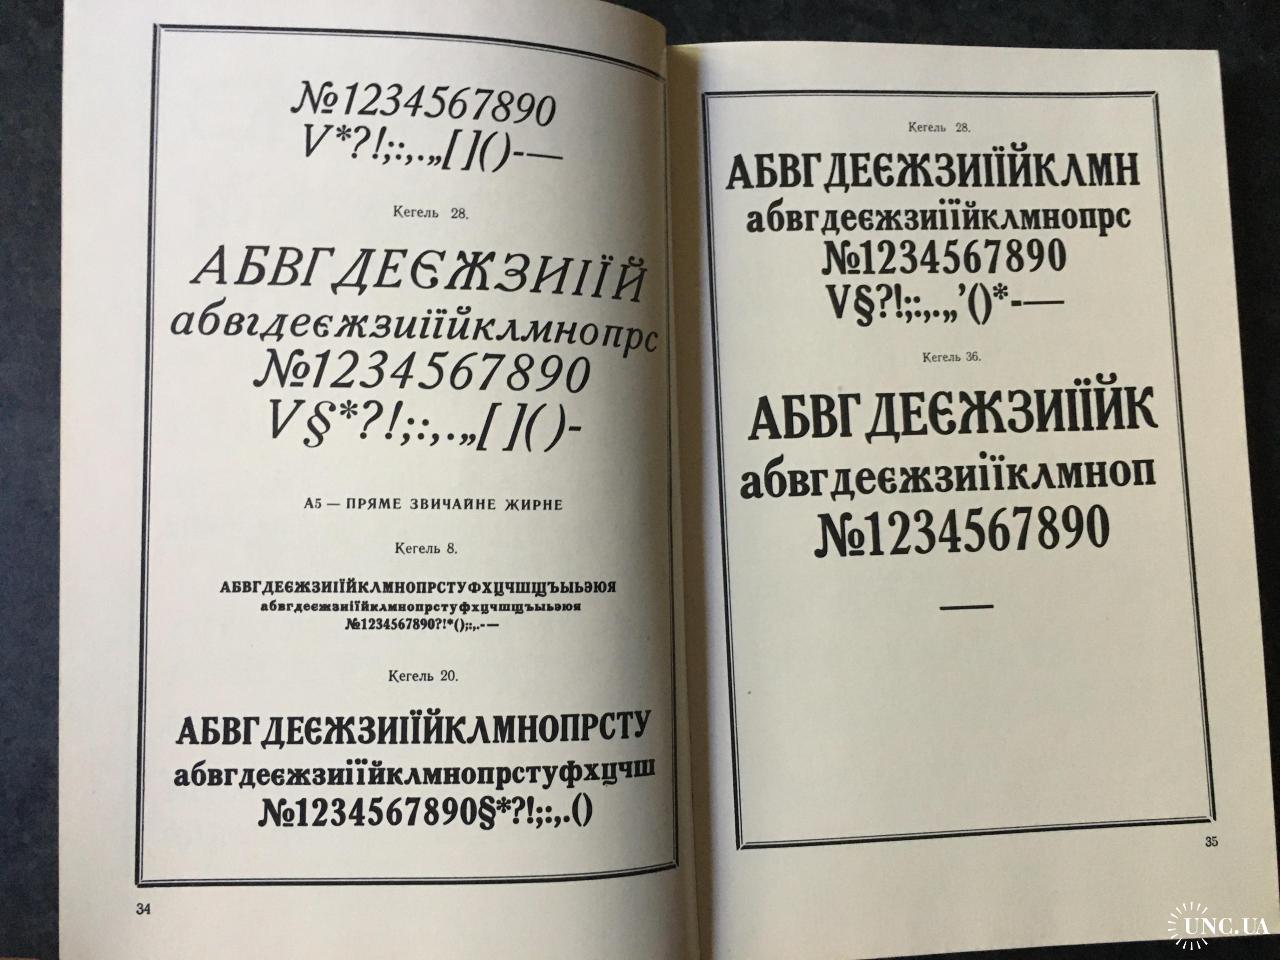 №1234567890
V*?!;:,.„[ ]()-—
Кегель 28.
АБВГДЕЄЖЗИІЇЙ
абвгдеєжзиіїйклмнопрс
№1234567890
V§*?!;:,.„[ ]( )-
А5 — ПРЯМЕ ЗВИЧАЙНЕ ЖИРНЕ
Кегель 8.
АБВГДЕЄЖЗИІЇЙКЛМНОПРСТУФХЦЧШЩЪЫЬЭЮЯ
абвгдеєжзиіїйклмнопрстуфхцчшщъыьэюя
№1234567890?!*();:,.-—
Кегель 20.
АБВГДЕЄЖЗИІЇЙКЛМНОПРСТУ
абвгдеєжзиіїйклмнопрстуфхцчш
№1234567890§*?!;:,.()
34
Кегель 28.
АБВГДЕЄЖЗИІЇЙКЛМН
абвгдеєжзиіїйклмнопрс
№1234567890
V§?!;:,.„’()*-—
Кегель 36.
АБВГДЕЄЖЗИІЇЙК
абвгдеєжзиіїклмноп
№1234567890
35
UNC.UA